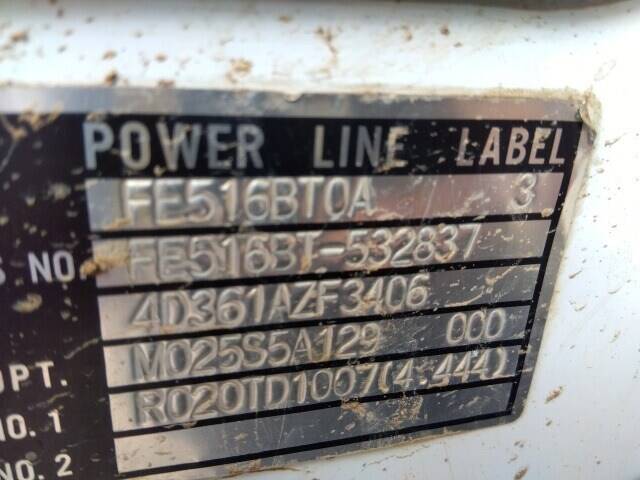 POWER LINE LABEL
FE516BT0A 3
S NO. FE516BT-532837
4D361AZF3406
M025S5A129 000
OPT. R020TD1007(4.444)
NO. 1
NO. 2